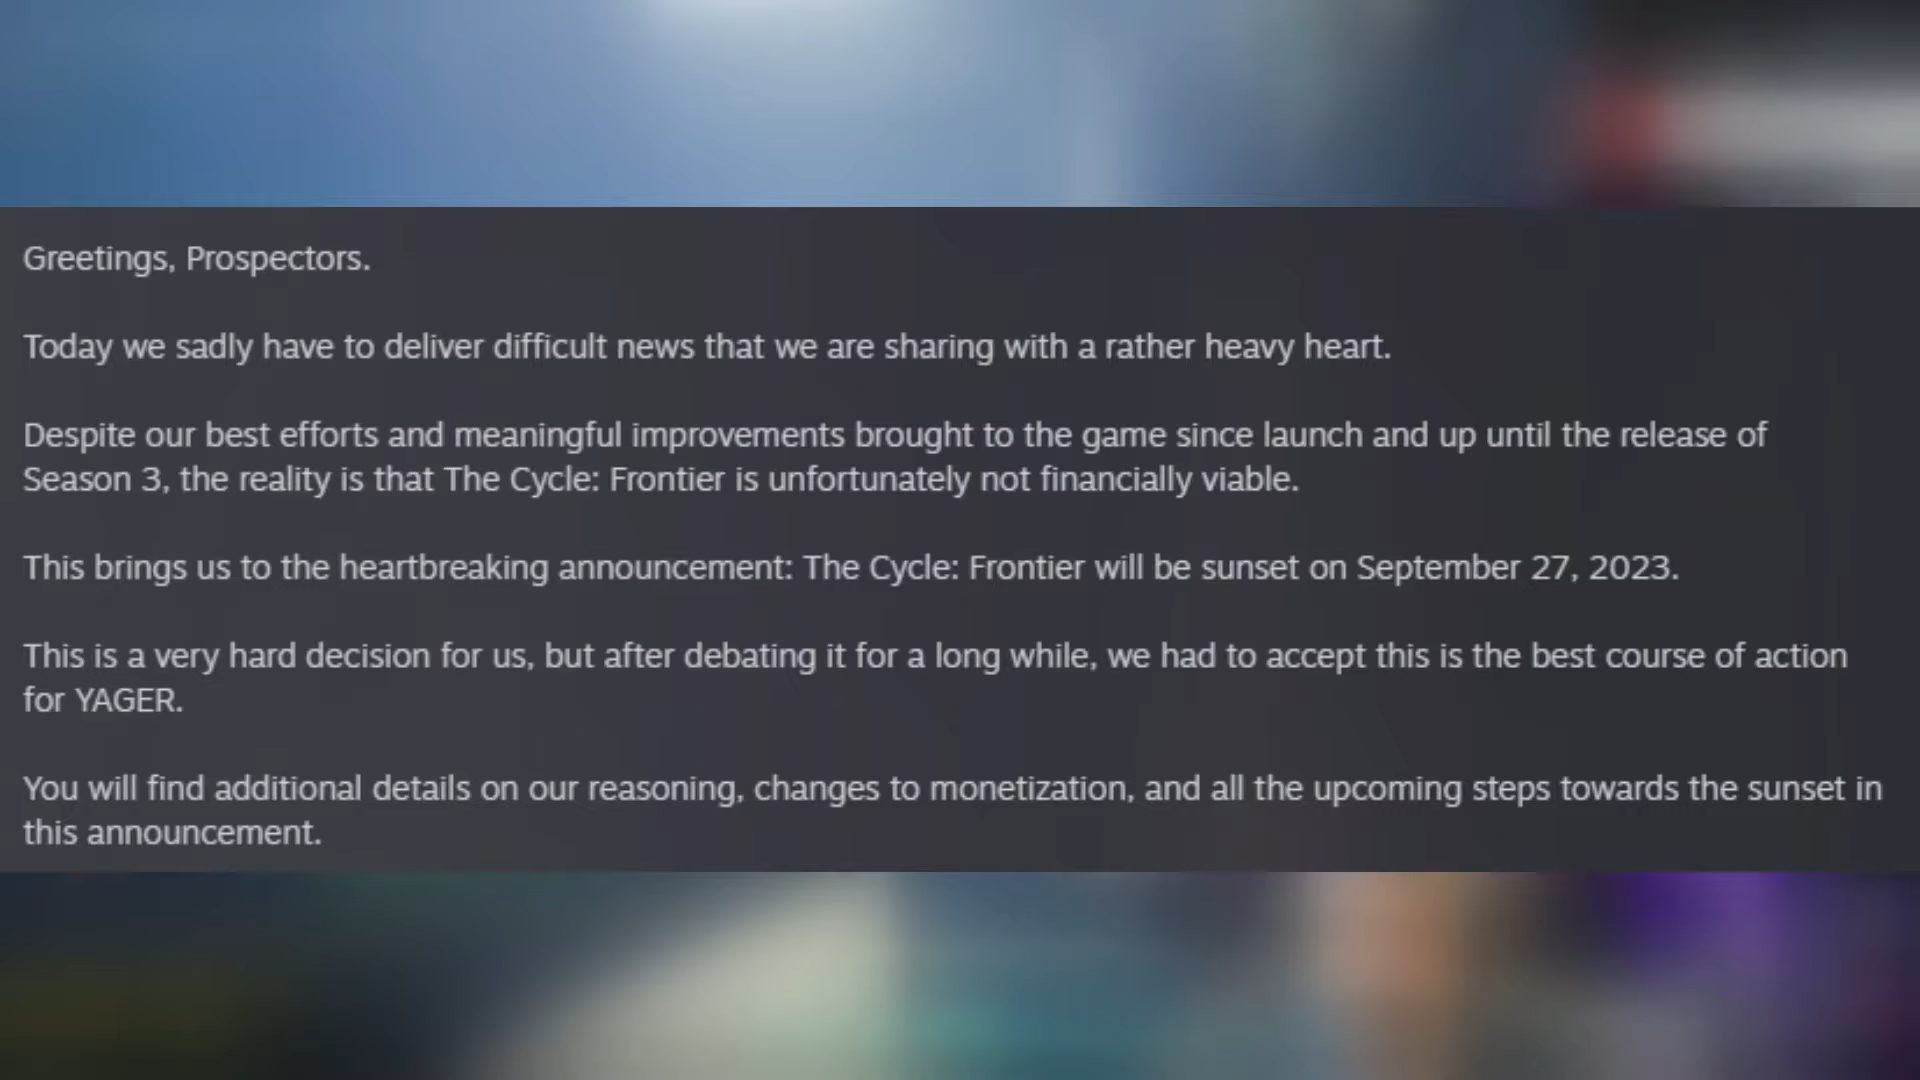 Greetings, Prospectors.
Today we sadly have to deliver difficult news that we are sharing with a rather heavy heart.
Despite our best efforts and meaningful improvements brought to the game since launch and up until the release of
Season 3, the reality is that The Cycle: Frontier is unfortunately not financially viable.
This brings us to the heartbreaking announcement: The Cycle: Frontier will be sunset on September 27, 2023.
This is a very hard decision for us, but after debating it for a long while, we had to accept this is the best course of action
for YAGER.
You will find additional details on our reasoning, changes to monetization, and all the upcoming steps towards the sunset in
this announcement.